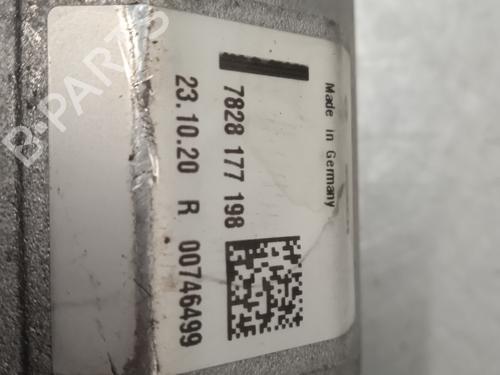 Made in Germany
7828 177 198
23.10.20 R 00746499
B-PARTS